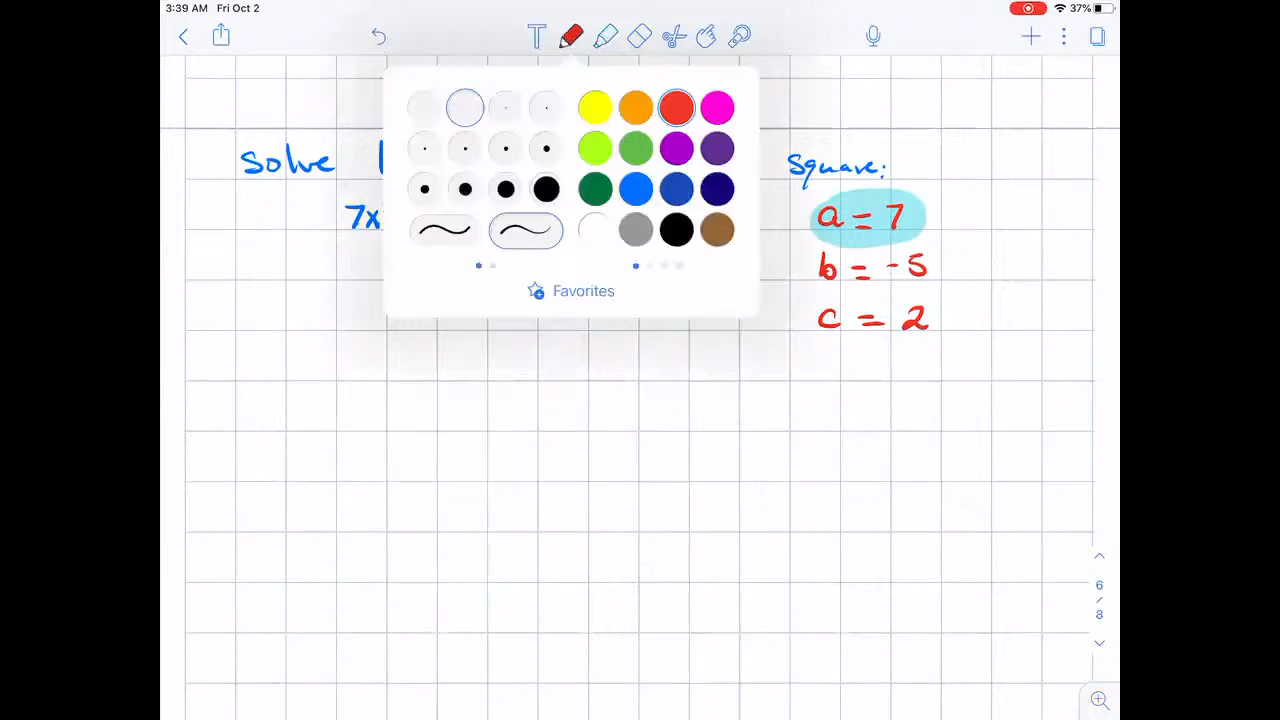 3:39 AM Fri Oct 2
37%
T
Solve
Square:
7x
a = 7
b = -5
c = 2
Favorites
6
/
8